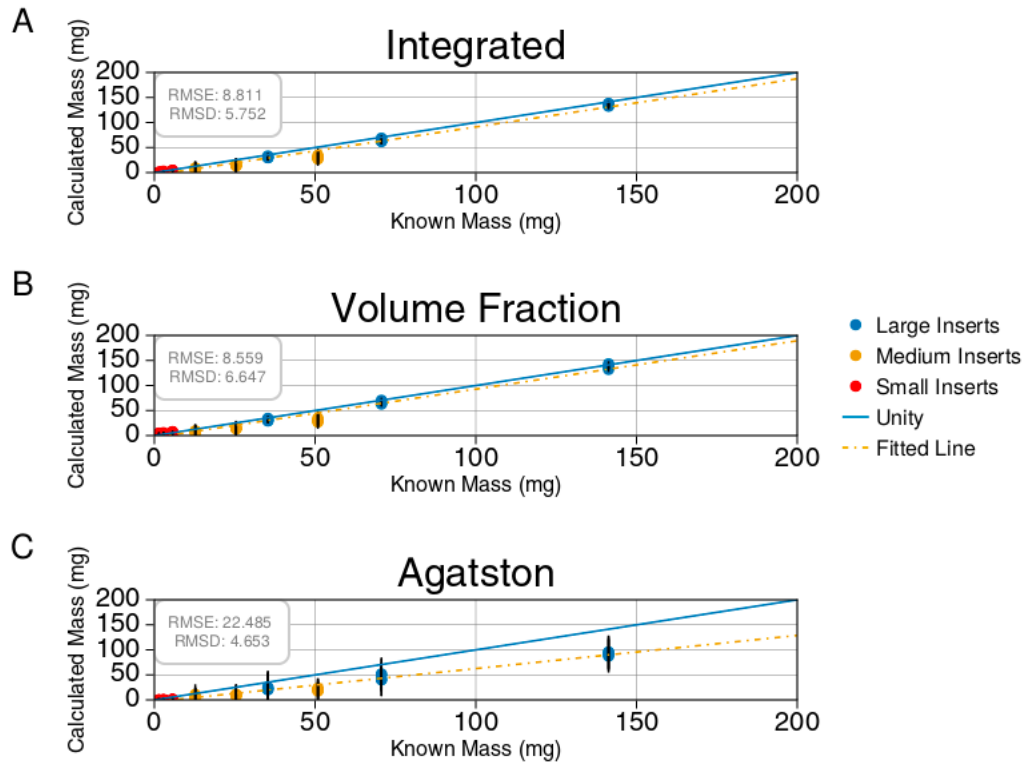 A
Integrated
Calculated Mass (mg)
200
150
100
50
0
RMSE: 8.811
RMSD: 5.752
0 50 100 150 200
Known Mass (mg)
B
Volume Fraction
Calculated Mass (mg)
200
150
100
50
0
RMSE: 8.559
RMSD: 6.647
0 50 100 150 200
Known Mass (mg)
Large Inserts
Medium Inserts
Small Inserts
Unity
Fitted Line
C
Agatston
Calculated Mass (mg)
200
150
100
50
0
RMSE: 22.485
RMSD: 4.653
0 50 100 150 200
Known Mass (mg)